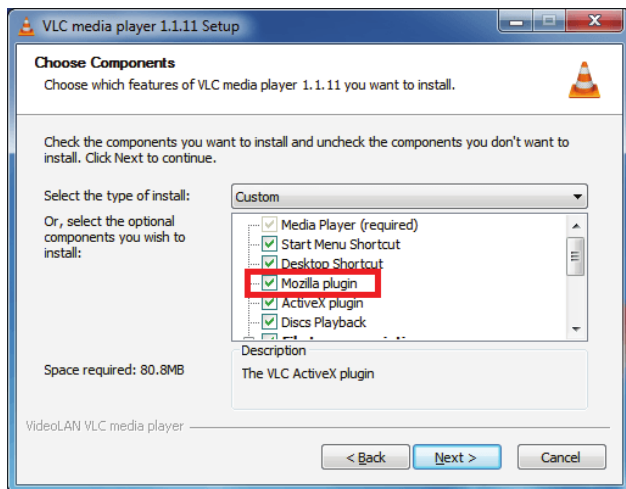 VLC media player 1.1.11 Setup
Choose Components
Choose which features of VLC media player 1.1.11 you want to install.
Check the components you want to install and uncheck the components you don't want to
install. Click Next to continue.
Select the type of install:
Custom
Or, select the optional
components you wish to
install:
Media Player (required)
Start Menu Shortcut
Desktop Shortcut
Mozilla plugin
ActiveX plugin
Discs Playback
Space required: 80.8MB
Description
The VLC ActiveX plugin
VideoLAN VLC media player
< Back
Next >
Cancel